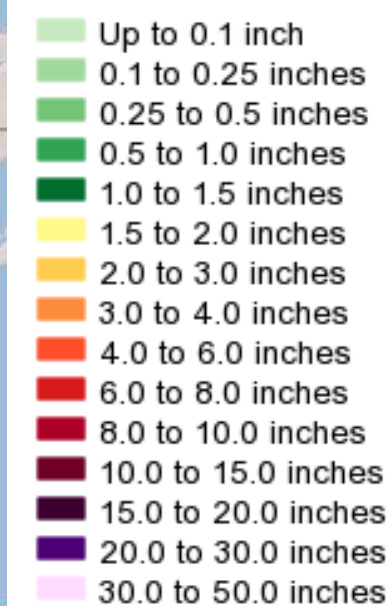 Up to 0.1 inch
0.1 to 0.25 inches
0.25 to 0.5 inches
0.5 to 1.0 inches
1.0 to 1.5 inches
1.5 to 2.0 inches
2.0 to 3.0 inches
3.0 to 4.0 inches
4.0 to 6.0 inches
6.0 to 8.0 inches
8.0 to 10.0 inches
10.0 to 15.0 inches
15.0 to 20.0 inches
20.0 to 30.0 inches
30.0 to 50.0 inches